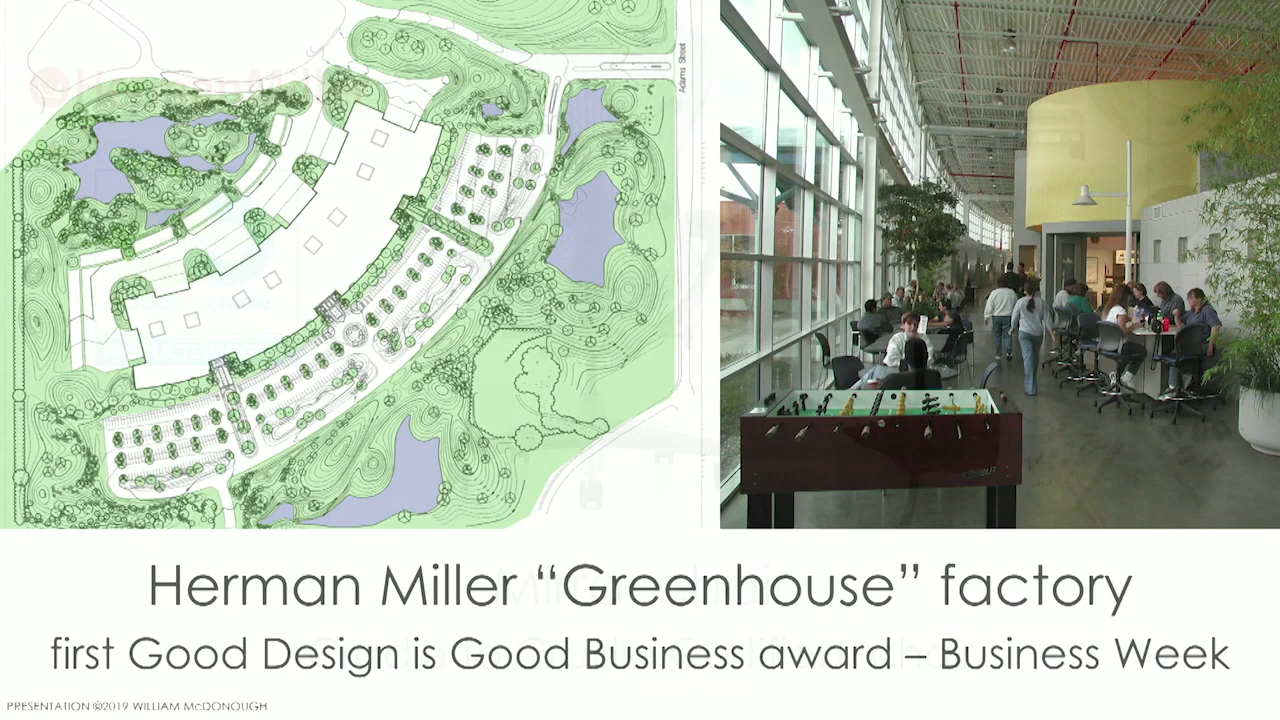 Adams Street
Herman Miller “Greenhouse” factory
first Good Design is Good Business award – Business Week
PRESENTATION ©2019 WILLIAM McDONOUGH